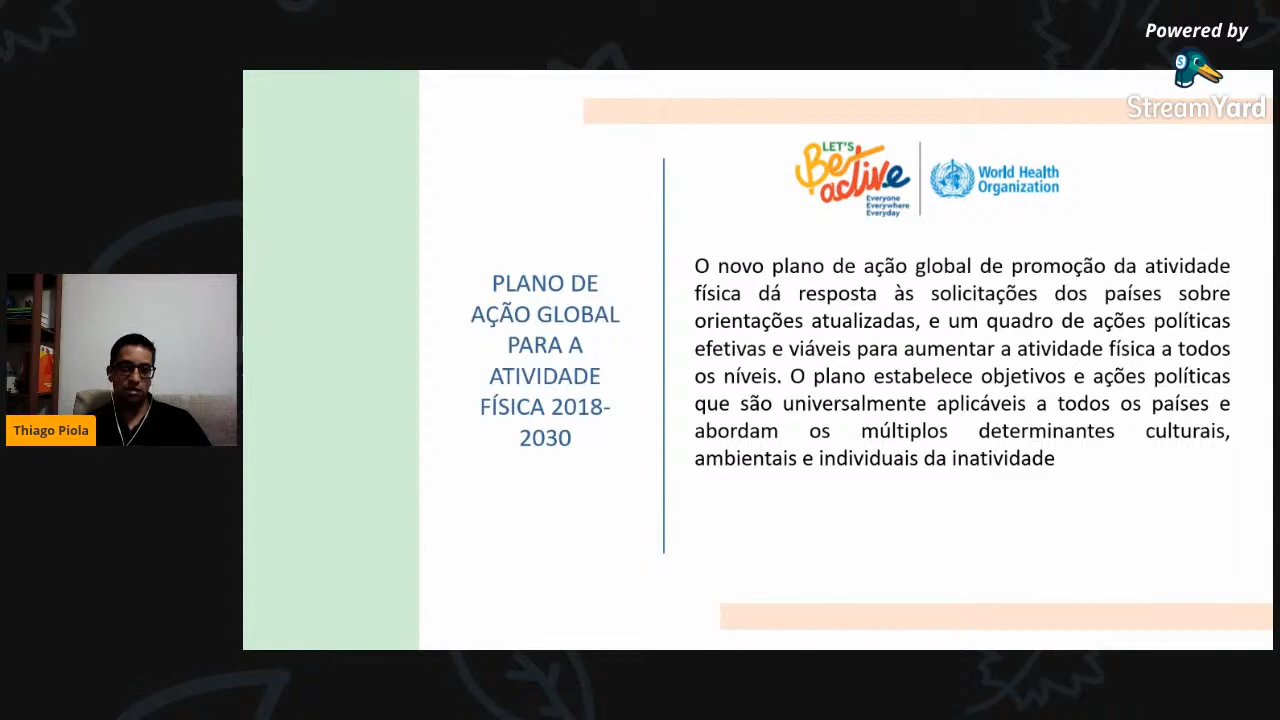 Powered by
StreamYard
LET'S
Be active
Everyone
Everywhere
Everyday
World Health
Organization
PLANO DE
AÇÃO GLOBAL
PARA A
ATIVIDADE
FÍSICA 2018-
2030
O novo plano de ação global de promoção da atividade
física dá resposta às solicitações dos países sobre
orientações atualizadas, e um quadro de ações políticas
efetivas e viáveis para aumentar a atividade física a todos
os níveis. O plano estabelece objetivos e ações políticas
que são universalmente aplicáveis a todos os países e
abordam os múltiplos determinantes culturais,
ambientais e individuais da inatividade
Thiago Piola